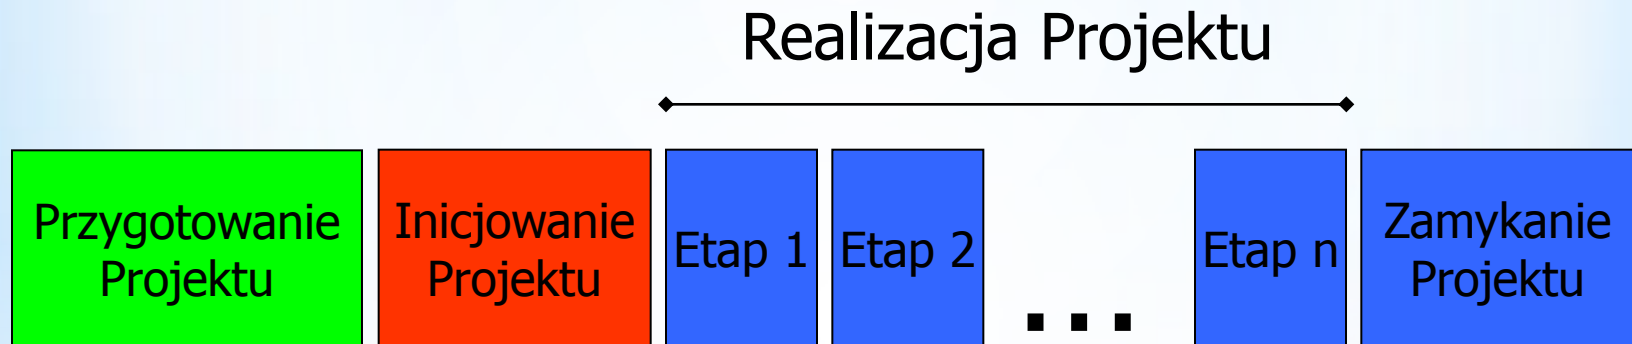 Realizacja Projektu
Przygotowanie
Projektu
Inicjowanie
Projektu
Etap 1
Etap 2
...
Etap n
Zamykanie
Projektu